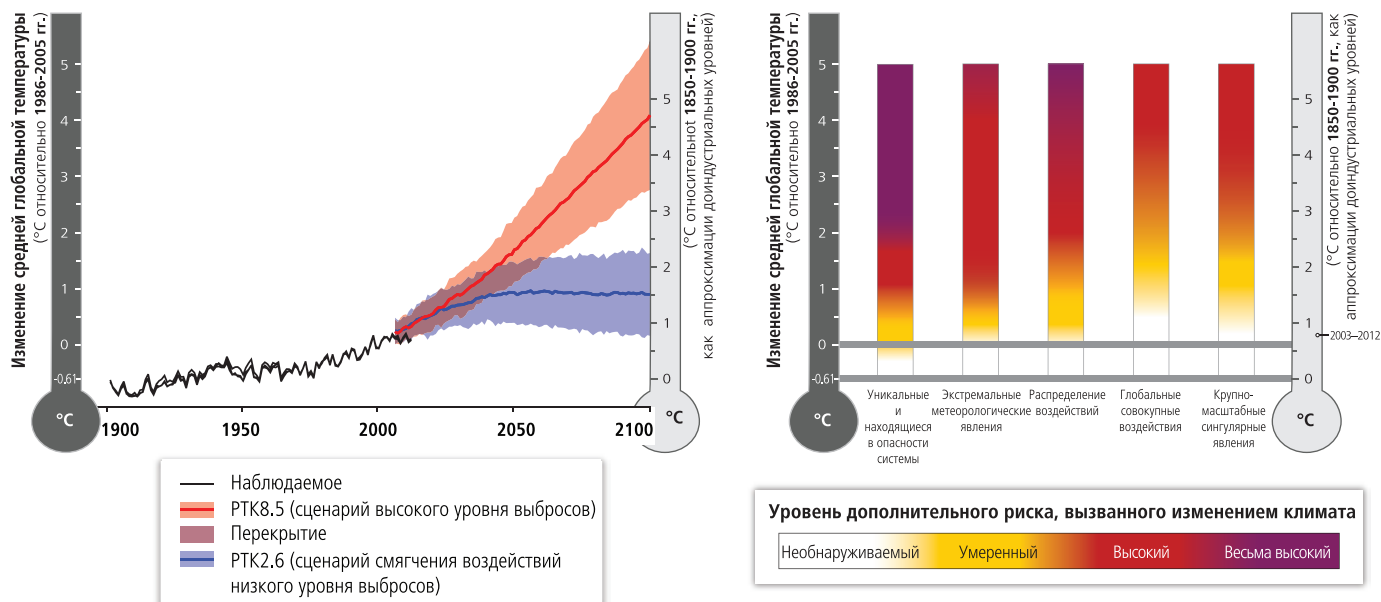 Изменение средней глобальной температуры
(°C относительно 1986-2005 гг.)
5
4
3
2
1
0
-0,61
°C
1900
1950
2000
2050
2100
5
4
3
2
1
0
°C
(°C относительноt 1850-1900 гг.,
как аппроксимации доиндустриальных уровней)
Наблюдаемое
РТК8.5 (сценарий высокого уровня выбросов)
Перекрытие
РТК2.6 (сценарий смягчения воздействий
низкого уровня выбросов)
Изменение средней глобальной температуры
(°C относительно 1986-2005 гг.)
5
4
3
2
1
0
-0,61
°C
Уникальные
и
находящиеся
в опасности
системы
Экстремальные
метеорологические
явления
Распределение
воздействий
Глобальные
совокупные
воздействия
Крупно-
масштабные
сингулярные
явления
5
4
3
2
1
0
°C
2003–2012
(°C относительно 1850-1900 гг., как
аппроксимации доиндустриальных уровней)
Уровень дополнительного риска, вызванного изменением климата
Необнаруживаемый
Умеренный
Высокий
Весьма высокий